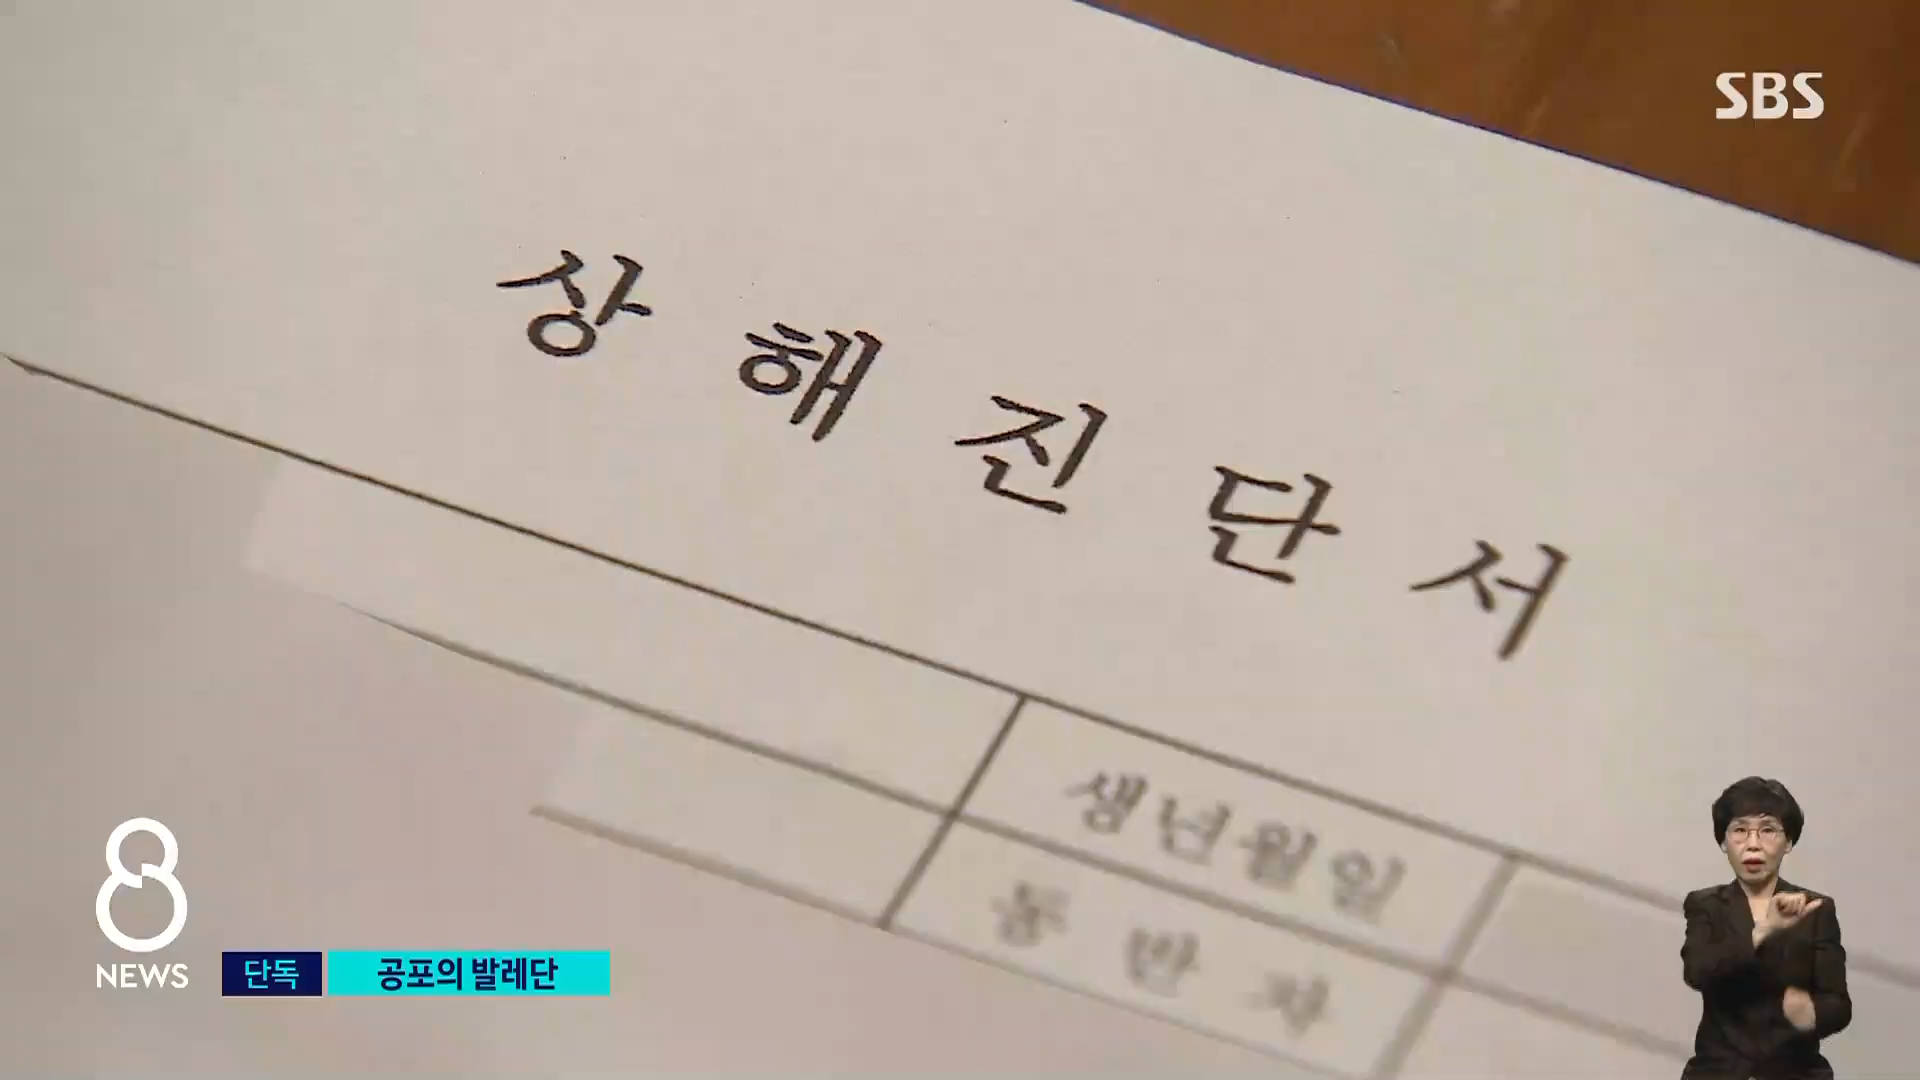 SBS
상 해 진 단 서
생년월일
동 반 자
8
NEWS
단독
공포의 발레단